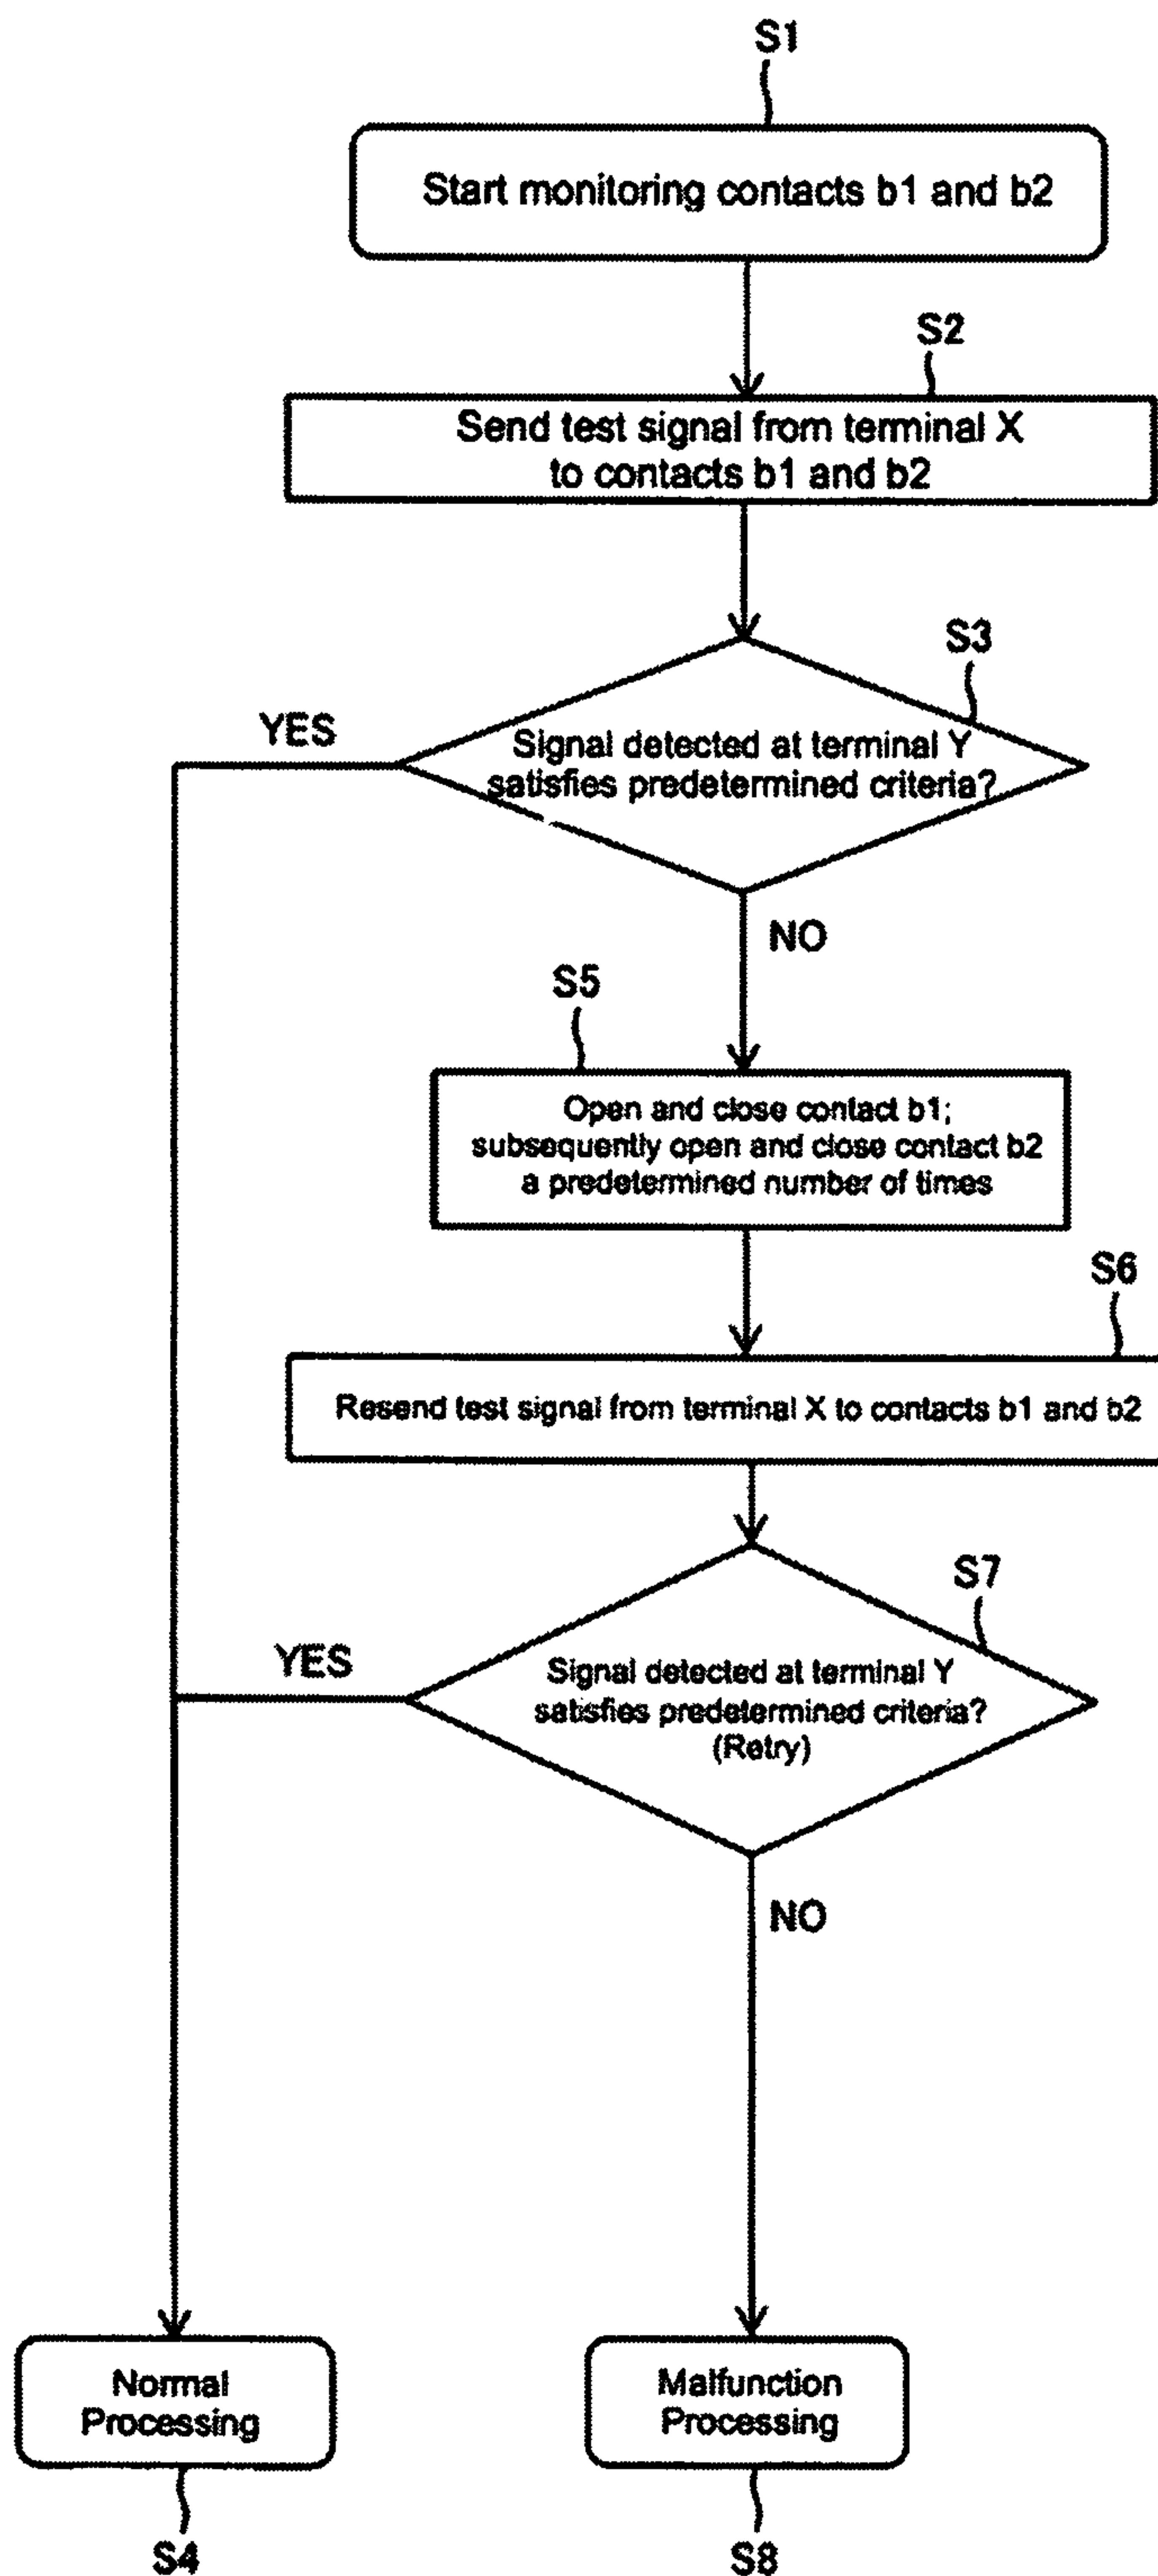 S1
Start monitoring contacts b1 and b2
S2
Send test signal from terminal X
to contacts b1 and b2
S3
YES
Signal detected at terminal Y
satisfies predetermined criteria?
NO
S5
Open and close contact b1;
subsequently open and close contact b2
a predetermined number of times
S6
Resend test signal from terminal X to contacts b1 and b2
S7
YES
Signal detected at terminal Y
satisfies predetermined criteria?
(Retry)
NO
Normal
Processing
Malfunction
Processing
S4
S8